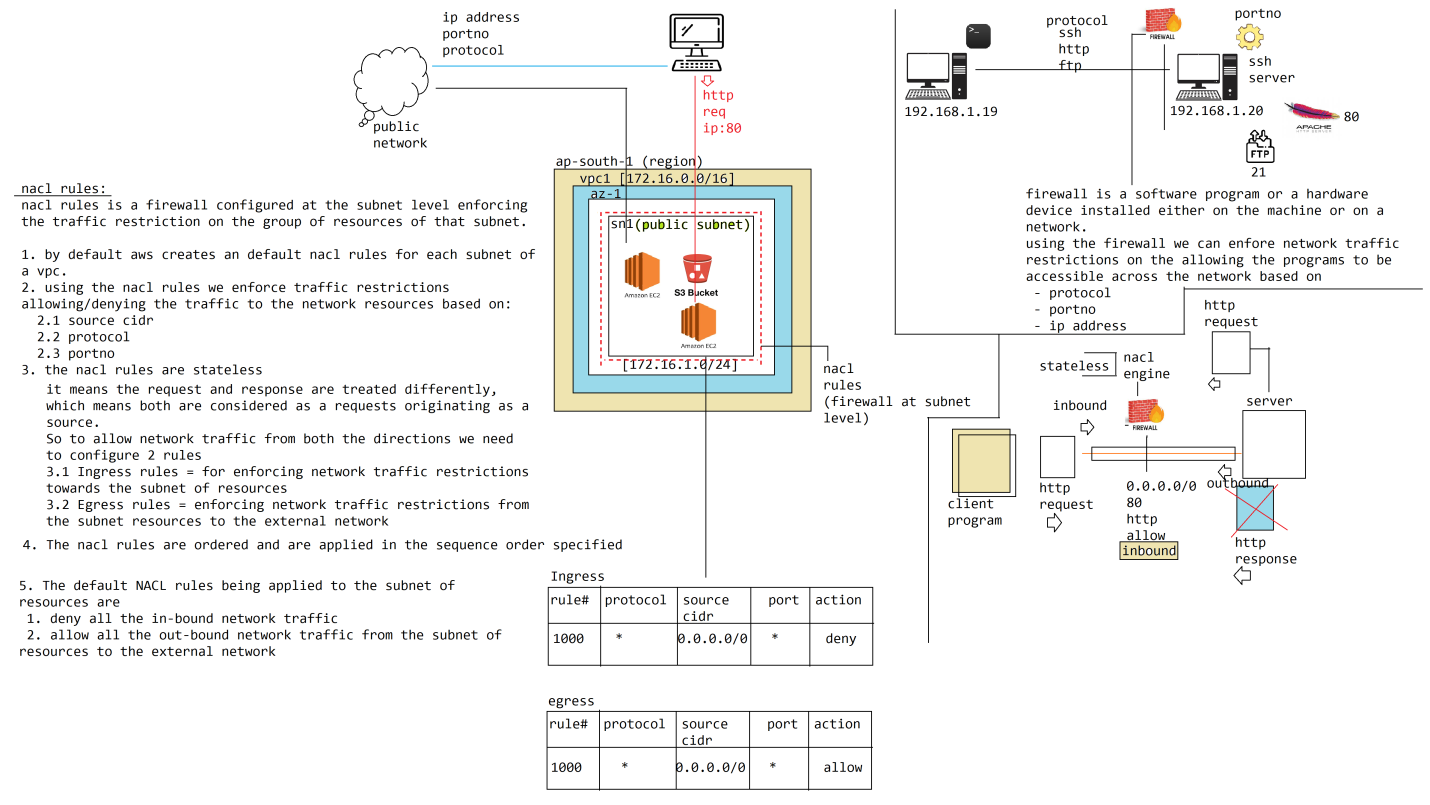 ip address
portno
protocol
public
network
http
req
ip:80
ap-south-1 (region)
vpc1 [172.16.0.0/16]
az-1
sn1(public subnet)
Amazon EC2
S3 Bucket
Amazon EC2
[172.16.1.0/24]
nacl
rules
(firewall at subnet
level)
nacl rules:
nacl rules is a firewall configured at the subnet level enforcing
the traffic restriction on the group of resources of that subnet.
1. by default aws creates an default nacl rules for each subnet of
a vpc.
2. using the nacl rules we enforce traffic restrictions
allowing/denying the traffic to the network resources based on:
2.1 source cidr
2.2 protocol
2.3 portno
3. the nacl rules are stateless
it means the request and response are treated differently,
which means both are considered as a requests originating as a
source.
So to allow network traffic from both the directions we need
to configure 2 rules
3.1 Ingress rules = for enforcing network traffic restrictions
towards the subnet of resources
3.2 Egress rules = enforcing network traffic restrictions from
the subnet resources to the external network
4. The nacl rules are ordered and are applied in the sequence order specified
5. The default NACL rules being applied to the subnet of
resources are
1. deny all the in-bound network traffic
2. allow all the out-bound network traffic from the subnet of
resources to the external network
Ingress
rule# protocol source cidr port action
1000 * 0.0.0.0/0 * deny
egress
rule# protocol source cidr port action
1000 * 0.0.0.0/0 * allow
>_
192.168.1.19
protocol
ssh
http
ftp
FIREWALL
portno
ssh
server
192.168.1.20
APACHE
HTTP SERVER
80
FTP
21
firewall is a software program or a hardware
device installed either on the machine or on a
network.
using the firewall we can enfore network traffic
restrictions on the allowing the programs to be
accessible across the network based on
- protocol
- portno
- ip address
http
request
stateless
nacl
engine
inbound
FIREWALL
server
client
program
http
request
0.0.0.0/0
80
http
allow
inbound
outbound
http
response